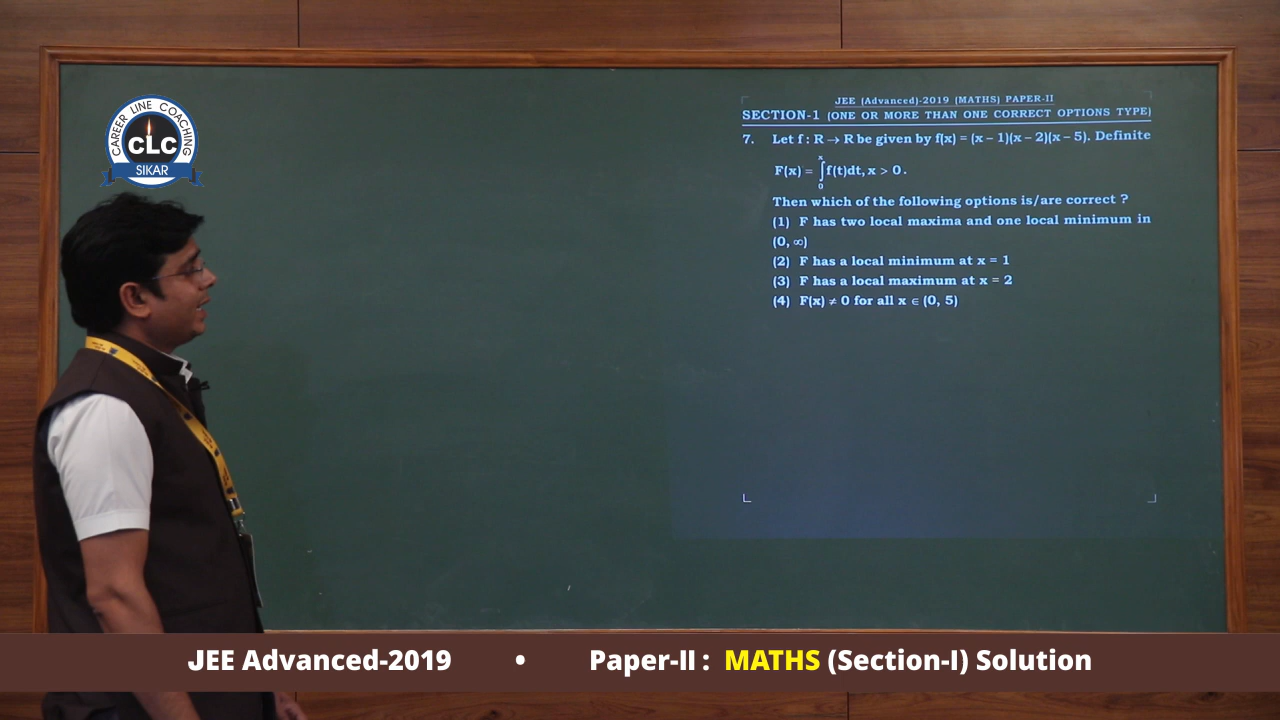 CAREER LINE COACHING
CLC
SIKAR
JEE (Advanced)-2019 (MATHS) PAPER-II
SECTION-1 (ONE OR MORE THAN ONE CORRECT OPTIONS TYPE)
7. Let f : R → R be given by f(x) = (x – 1)(x – 2)(x – 5). Definite
F(x) = ∫₀ˣ f(t)dt, x > 0.
Then which of the following options is/are correct ?
(1) F has two local maxima and one local minimum in
(0, ∞)
(2) F has a local minimum at x = 1
(3) F has a local maximum at x = 2
(4) F(x) ≠ 0 for all x ∈ (0, 5)
JEE Advanced-2019 • Paper-II : MATHS (Section-I) Solution